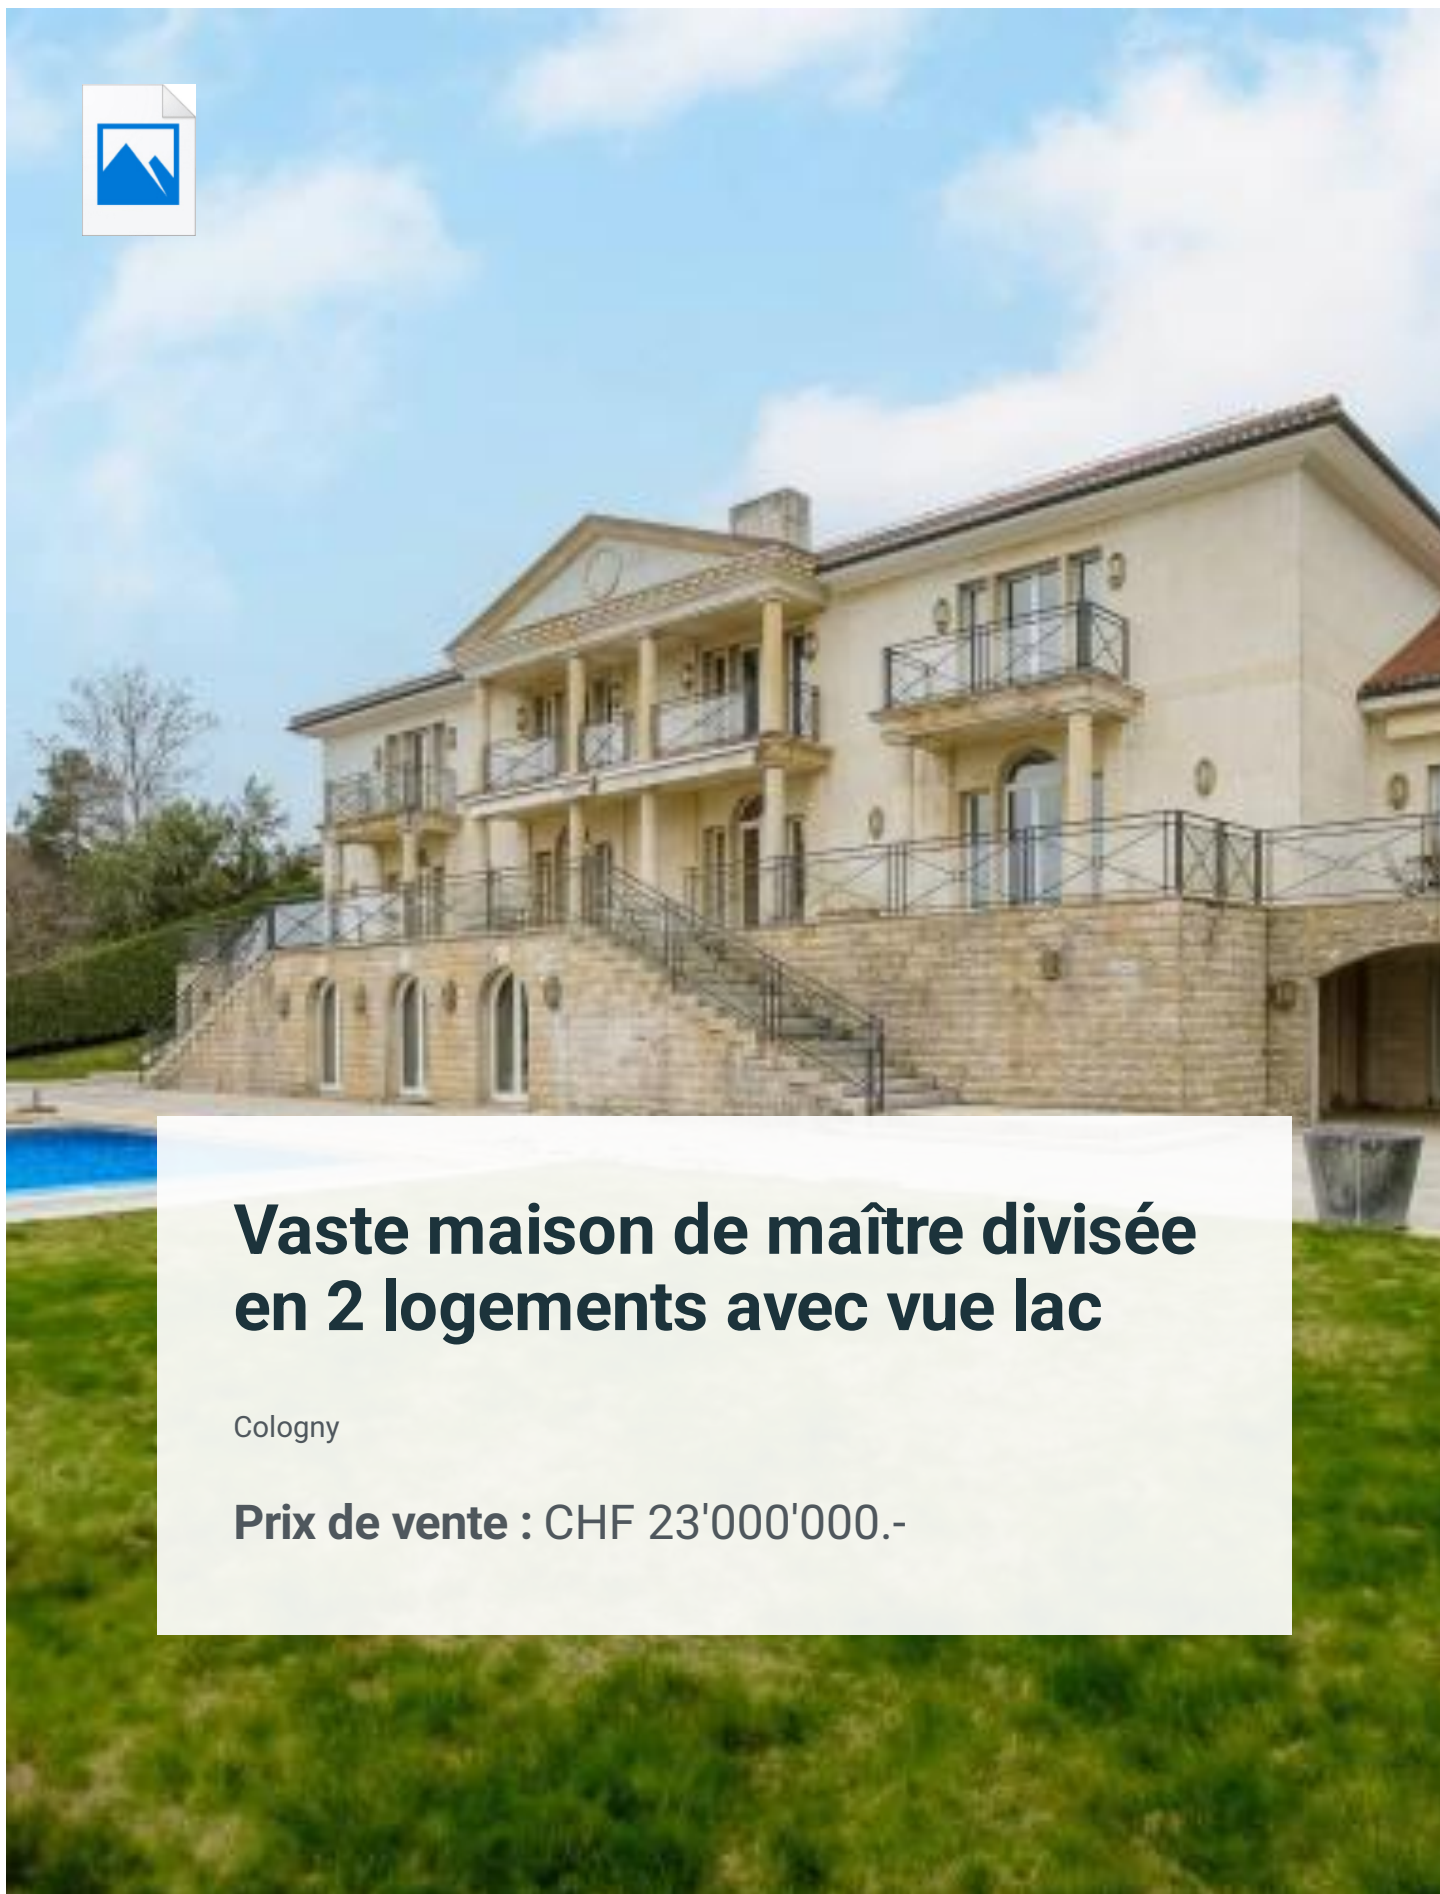 Vaste maison de maître divisée
en 2 logements avec vue lac
Cologny
Prix de vente : CHF 23'000'000.-